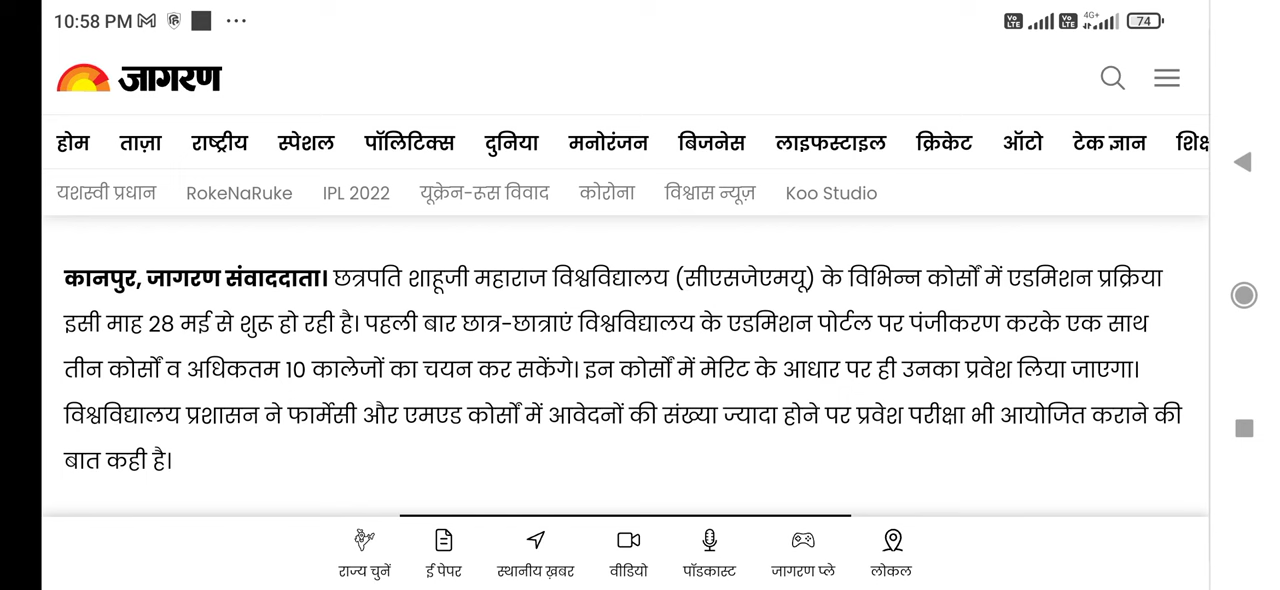 10:58 PM
VoLTE VoLTE 4G+ 74
जागरण
होम ताज़ा राष्ट्रीय स्पेशल पॉलिटिक्स दुनिया मनोरंजन बिजनेस लाइफस्टाइल क्रिकेट ऑटो टेक ज्ञान शिक्ष
यशस्वी प्रधान RokeNaRuke IPL 2022 यूक्रेन-रूस विवाद कोरोना विश्वास न्यूज़ Koo Studio
कानपुर, जागरण संवाददाता। छत्रपति शाहूजी महाराज विश्वविद्यालय (सीएसजेएमयू) के विभिन्न कोर्सों में एडमिशन प्रक्रिया
इसी माह 28 मई से शुरू हो रही है। पहली बार छात्र-छात्राएं विश्वविद्यालय के एडमिशन पोर्टल पर पंजीकरण करके एक साथ
तीन कोर्सों व अधिकतम 10 कालेजों का चयन कर सकेंगे। इन कोर्सों में मेरिट के आधार पर ही उनका प्रवेश लिया जाएगा।
विश्वविद्यालय प्रशासन ने फार्मेसी और एमएड कोर्सों में आवेदनों की संख्या ज्यादा होने पर प्रवेश परीक्षा भी आयोजित कराने की
बात कही है।
राज्य चुनें ई पेपर स्थानीय ख़बर वीडियो पॉडकास्ट जागरण प्ले लोकल